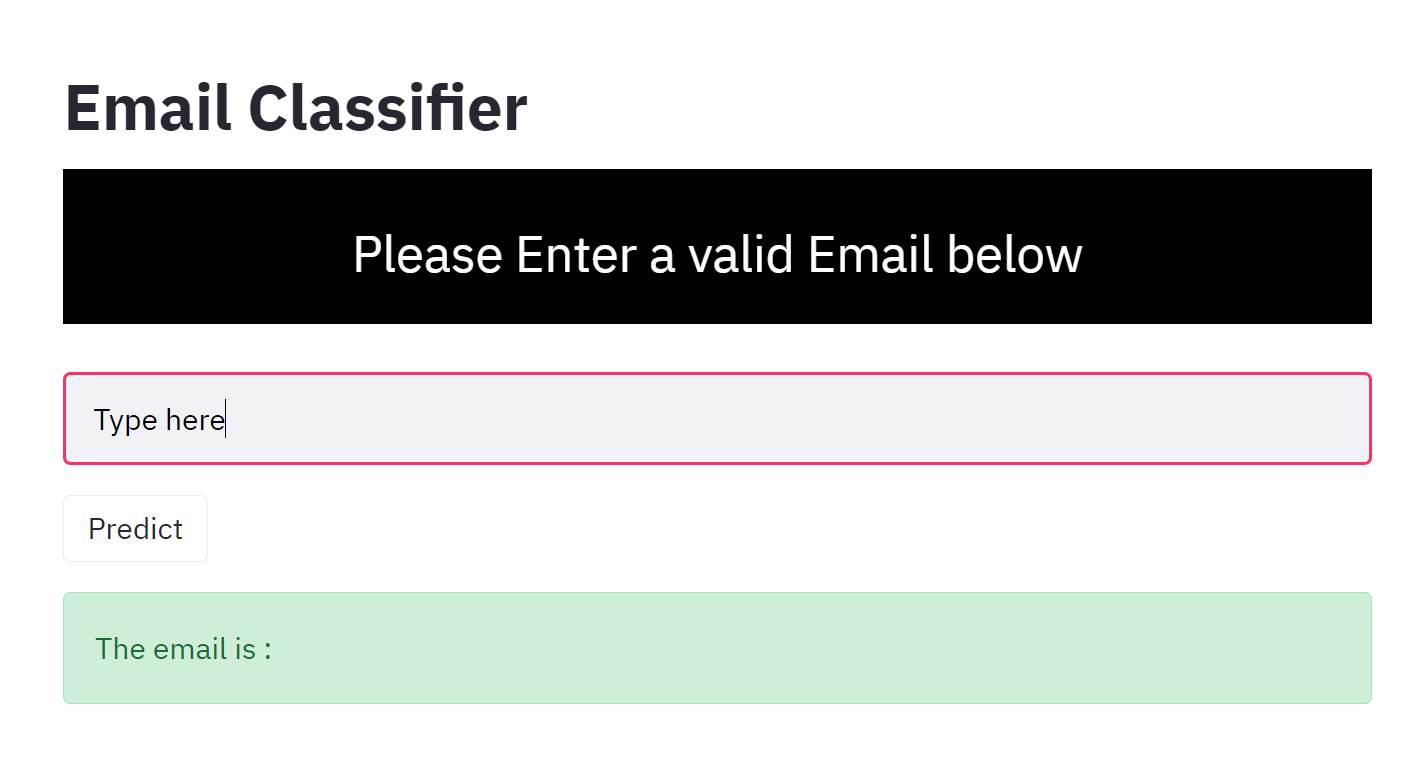 Email Classifier
Please Enter a valid Email below
Type here
Predict
The email is :